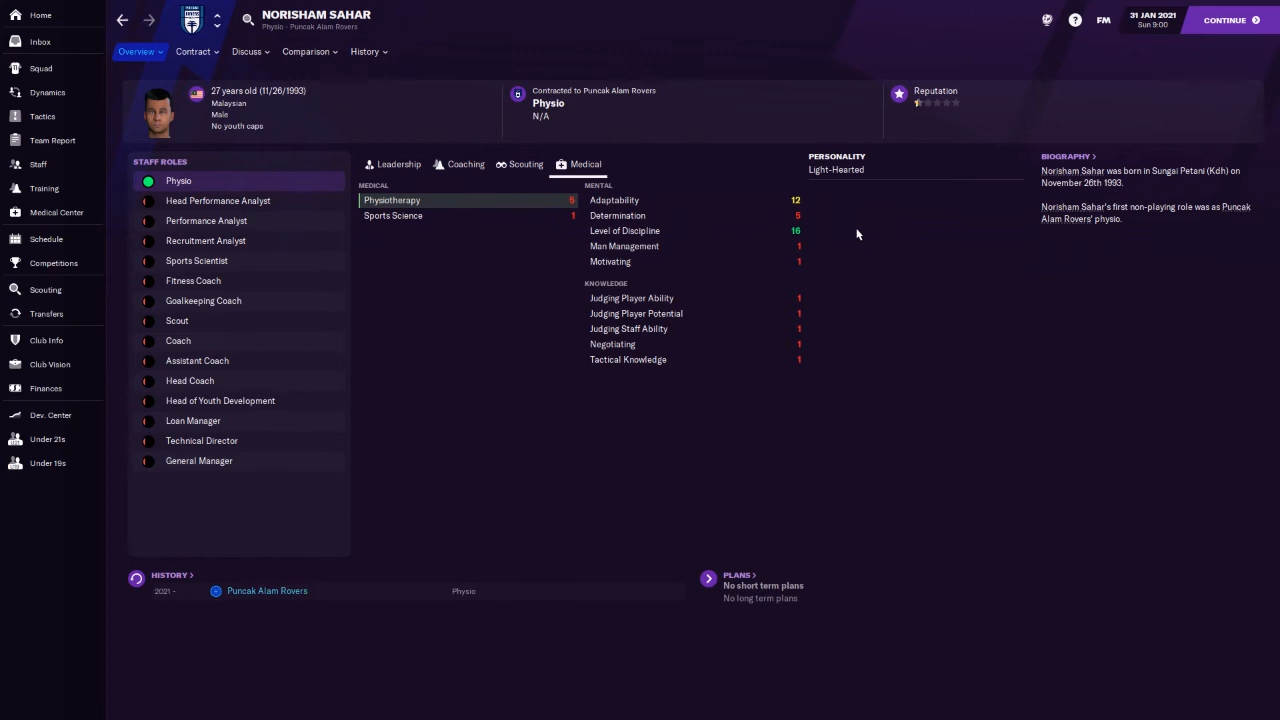 Home
Inbox
Squad
Dynamics
Tactics
Team Report
Staff
Training
Medical Center
Schedule
Competitions
Scouting
Transfers
Club Info
Club Vision
Finances
Dev. Center
Under 21s
Under 19s
NORISHAM SAHAR
Physio - Puncak Alam Rovers
FM
31 JAN 2021
Sun 9:00
CONTINUE
Overview
Contract
Discuss
Comparison
History
27 years old (11/26/1993)
Malaysian
Male
No youth caps
Contracted to Puncak Alam Rovers
Physio
N/A
Reputation
STAFF ROLES
Physio
Head Performance Analyst
Performance Analyst
Recruitment Analyst
Sports Scientist
Fitness Coach
Goalkeeping Coach
Scout
Coach
Assistant Coach
Head Coach
Head of Youth Development
Loan Manager
Technical Director
General Manager
Leadership
Coaching
Scouting
Medical
MEDICAL
Physiotherapy 5
Sports Science 1
MENTAL
Adaptability 12
Determination 5
Level of Discipline 16
Man Management 1
Motivating 1
KNOWLEDGE
Judging Player Ability 1
Judging Player Potential 1
Judging Staff Ability 1
Negotiating 1
Tactical Knowledge 1
PERSONALITY
Light-Hearted
BIOGRAPHY >
Norisham Sahar was born in Sungai Petani (Kdh) on
November 26th 1993.
Norisham Sahar's first non-playing role was as Puncak
Alam Rovers' physio.
HISTORY >
2021 - Puncak Alam Rovers Physio
PLANS >
No short term plans
No long term plans